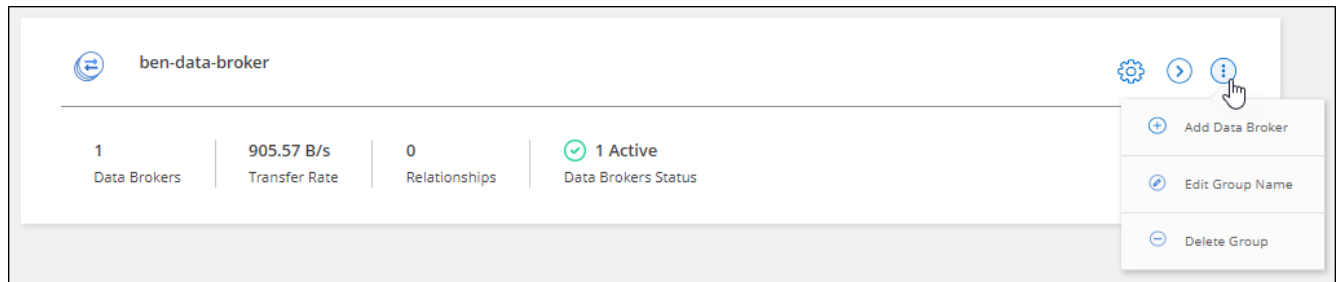 ben-data-broker
1 905.57 B/s 0 1 Active
Data Brokers Transfer Rate Relationships Data Brokers Status
Add Data Broker
Edit Group Name
Delete Group